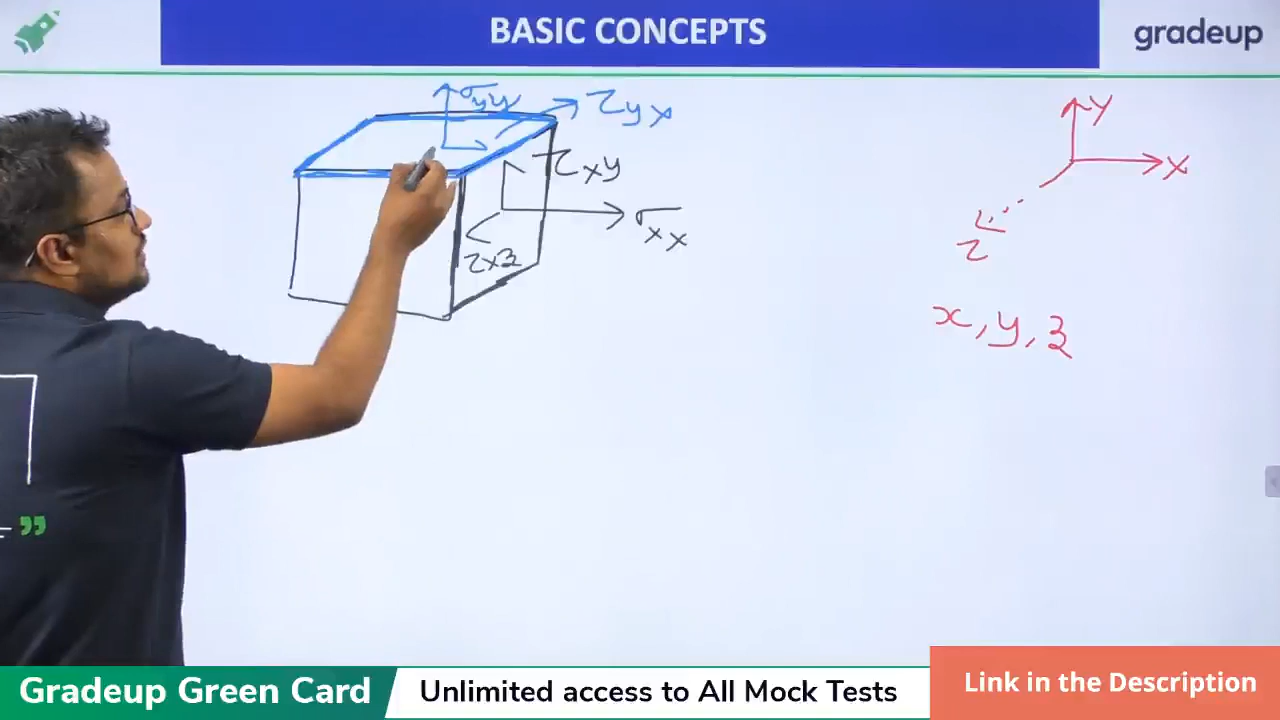 BASIC CONCEPTS
gradeup
σyy
τyx
Y
τxy
X
σxx
τxz
Z
x, y, z
”
Gradeup Green Card
Unlimited access to All Mock Tests
Link in the Description